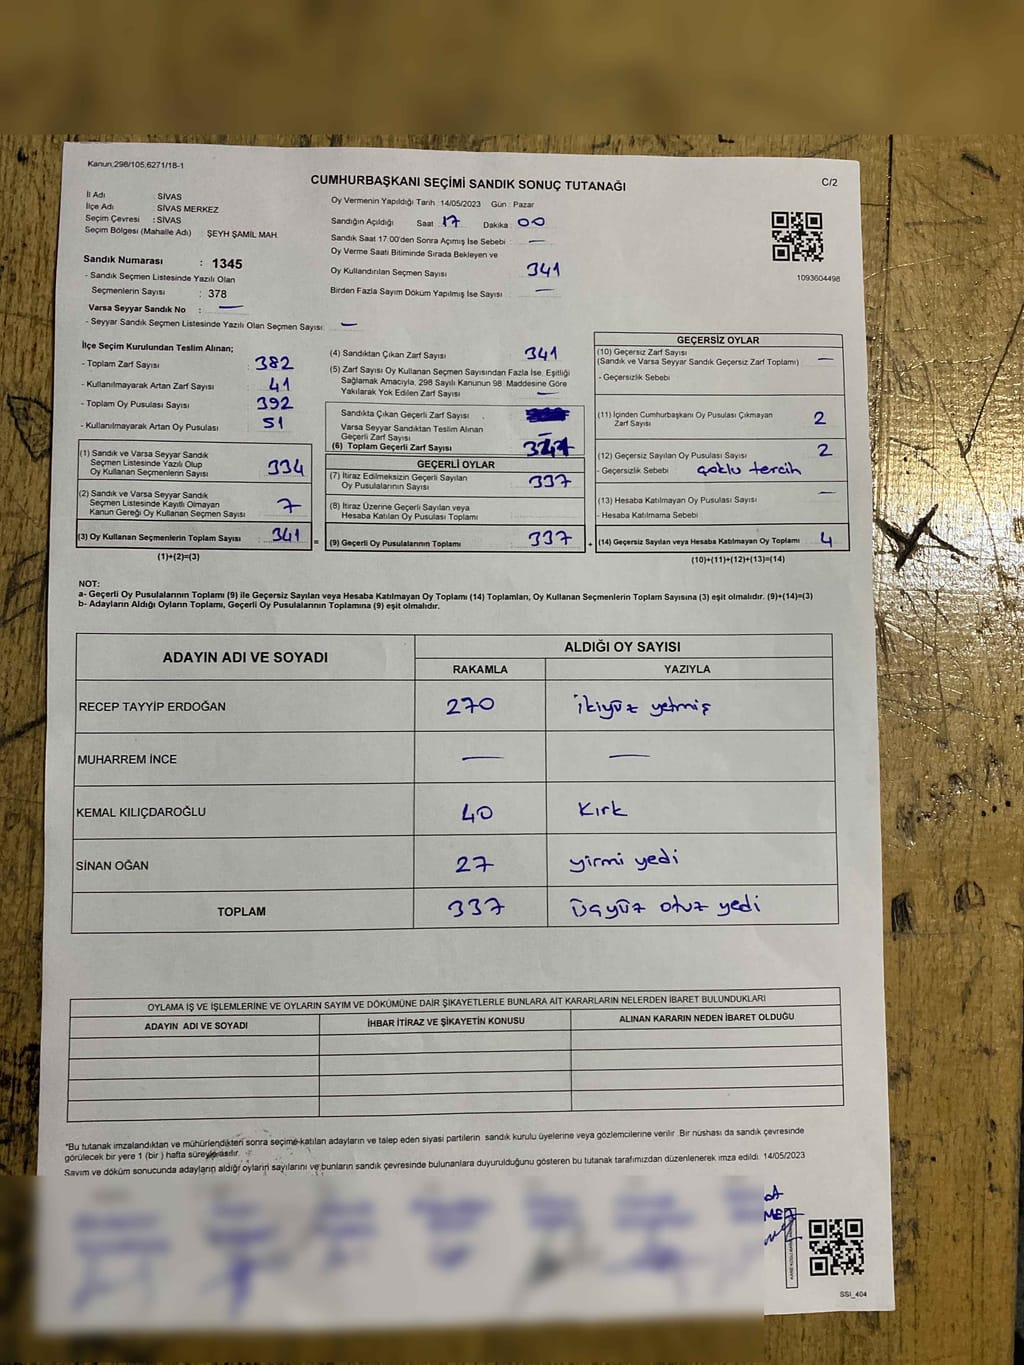 Kanun,298/105,6271/18-1
CUMHURBAŞKANI SEÇİMİ SANDIK SONUÇ TUTANAĞI
C/2
İl Adı : SİVAS
İlçe Adı : SİVAS MERKEZ
Seçim Çevresi : SİVAS
Seçim Bölgesi (Mahalle Adı) : ŞEYH ŞAMİL MAH.
Sandık Numarası : 1345
- Sandık Seçmen Listesinde Yazılı Olan
Seçmenlerin Sayısı : 378
Varsa Seyyar Sandık No : —
- Seyyar Sandık Seçmen Listesinde Yazılı Olan Seçmen Sayısı: —
Oy Vermenin Yapıldığı Tarih :14/05/2023 Gün : Pazar
Sandığın Açıldığı Saat 17 Dakika 00
Sandık Saat 17:00'den Sonra Açımış İse Sebebi : —
Oy Verme Saati Bitiminde Sırada Bekleyen ve
Oy Kullandırılan Seçmen Sayısı 341
Birden Fazla Sayım Döküm Yapılmış İse Sayısı : —
1093604498
İlçe Seçim Kurulundan Teslim Alınan;
- Toplam Zarf Sayısı : 382
- Kullanılmayarak Artan Zarf Sayısı : 41
- Toplam Oy Pusulası Sayısı : 392
- Kullanılmayarak Artan Oy Pusulası : 51
(1) Sandık ve Varsa Seyyar Sandık
Seçmen Listesinde Yazılı Olup
Oy Kullanan Seçmenlerin Sayısı 334
(2) Sandık ve Varsa Seyyar Sandık
Seçmen Listesinde Kayıtlı Olmayan
Kanun Gereği Oy Kullanan Seçmen Sayısı 7
(3) Oy Kullanan Seçmenlerin Toplam Sayısı 341
(1)+(2)=(3)
(4) Sandıktan Çıkan Zarf Sayısı 341
(5) Zarf Sayısı Oy Kullanan Seçmen Sayısından Fazla İse, Eşitliği
Sağlamak Amacıyla, 298 Sayılı Kanunun 98. Maddesine Göre
Yakılarak Yok Edilen Zarf Sayısı —
Sandıkta Çıkan Geçerli Zarf Sayısı
Varsa Seyyar Sandıktan Teslim Alınan
Geçerli Zarf Sayısı —
(6) Toplam Geçerli Zarf Sayısı
GEÇERLİ OYLAR
(7) İtiraz Edilmeksizin Geçerli Sayılan
Oy Pusulalarının Sayısı 337
(8) İtiraz Üzerine Geçerli Sayılan veya
Hesaba Katılan Oy Pusulası Toplamı
= (9) Geçerli Oy Pusulalarının Toplamı 337 +
GEÇERSİZ OYLAR
(10) Geçersiz Zarf Sayısı
(Sandık ve Varsa Seyyar Sandık Geçersiz Zarf Toplamı) —
- Geçersizlik Sebebi
(11) İçinden Cumhurbaşkanı Oy Pusulası Çıkmayan
Zarf Sayısı 2
(12) Geçersiz Sayılan Oy Pusulası Sayısı 2
- Geçersizlik Sebebi çoklu tercih
(13) Hesaba Katılmayan Oy Pusulası Sayısı —
- Hesaba Katılmama Sebebi
(14) Geçersiz Sayılan veya Hesaba Katılmayan Oy Toplamı 4
(10)+(11)+(12)+(13)=(14)
NOT:
a- Geçerli Oy Pusulalarının Toplamı (9) ile Geçersiz Sayılan veya Hesaba Katılmayan Oy Toplamı (14) Toplamları, Oy Kullanan Seçmenlerin Toplam Sayısına (3) eşit olmalıdır. (9)+(14)=(3)
b- Adayların Aldığı Oyların Toplamı, Geçerli Oy Pusulalarının Toplamına (9) eşit olmalıdır.
ADAYIN ADI VE SOYADI
ALDIĞI OY SAYISI
RAKAMLA YAZIYLA
RECEP TAYYİP ERDOĞAN 270 ikiyüz yetmiş
MUHARREM İNCE — —
KEMAL KILIÇDAROĞLU 40 Kırk
SİNAN OĞAN 27 yirmi yedi
TOPLAM 337 üçyüz otuz yedi
OYLAMA İŞ VE İŞLEMLERİNE VE OYLARIN SAYIM VE DÖKÜMÜNE DAİR ŞİKAYETLERLE BUNLARA AİT KARARLARIN NELERDEN İBARET BULUNDUKLARI
ADAYIN ADI VE SOYADI İHBAR İTİRAZ VE ŞİKAYETİN KONUSU ALINAN KARARIN NEDEN İBARET OLDUĞU
*Bu tutanak imzalandıktan ve mühürlendikten sonra seçime katılan adayların ve talep eden siyasi partilerin sandık kurulu üyelerine veya gözlemcilerine verilir .Bir nüshası da sandık çevresinde
görülecek bir yere 1 (bir ) hafta süreyle asılır.
Sayım ve döküm sonucunda adayların aldığı oyların sayılarını ve bunların sandık çevresinde bulunanlara duyurulduğunu gösteren bu tutanak tarafımızdan düzenlenerek imza edildi. 14/05/2023
SSI_404